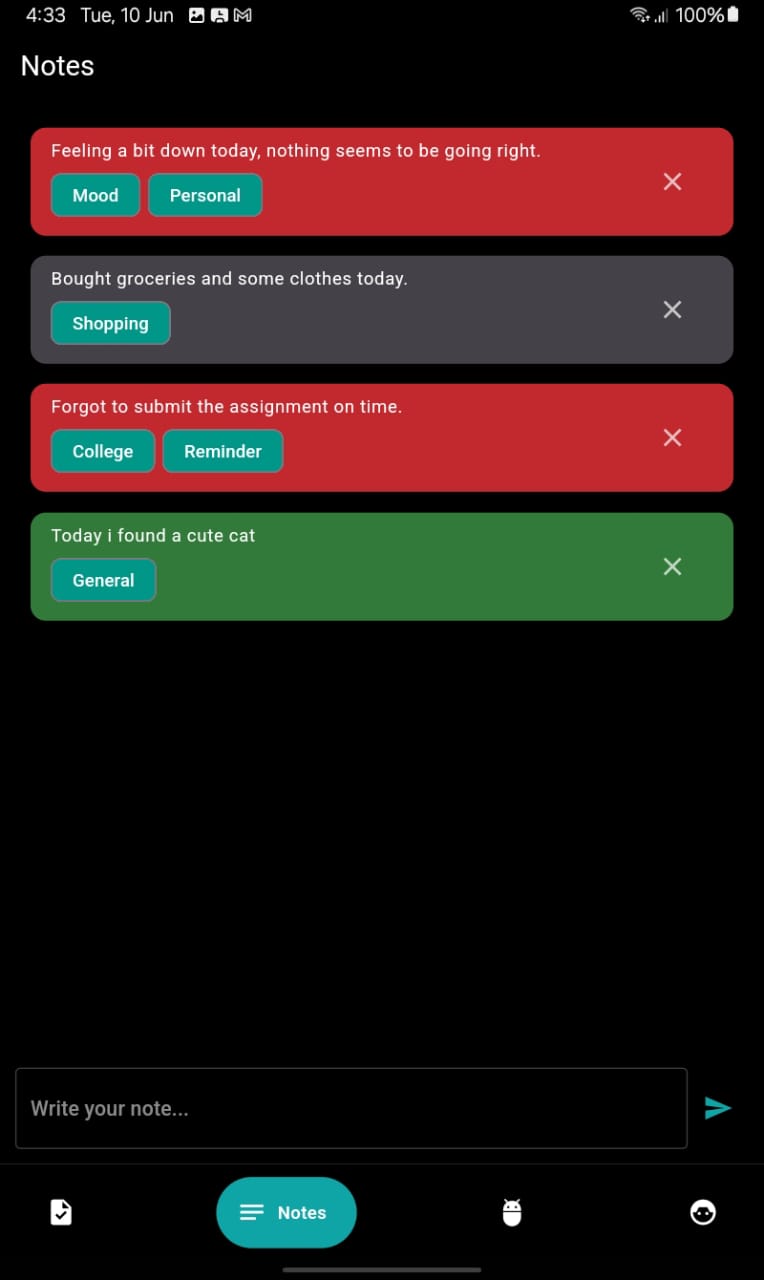 4:33 Tue, 10 Jun 100%
Notes
Feeling a bit down today, nothing seems to be going right.
Mood Personal
Bought groceries and some clothes today.
Shopping
Forgot to submit the assignment on time.
College Reminder
Today i found a cute cat
General
Write your note...
Notes